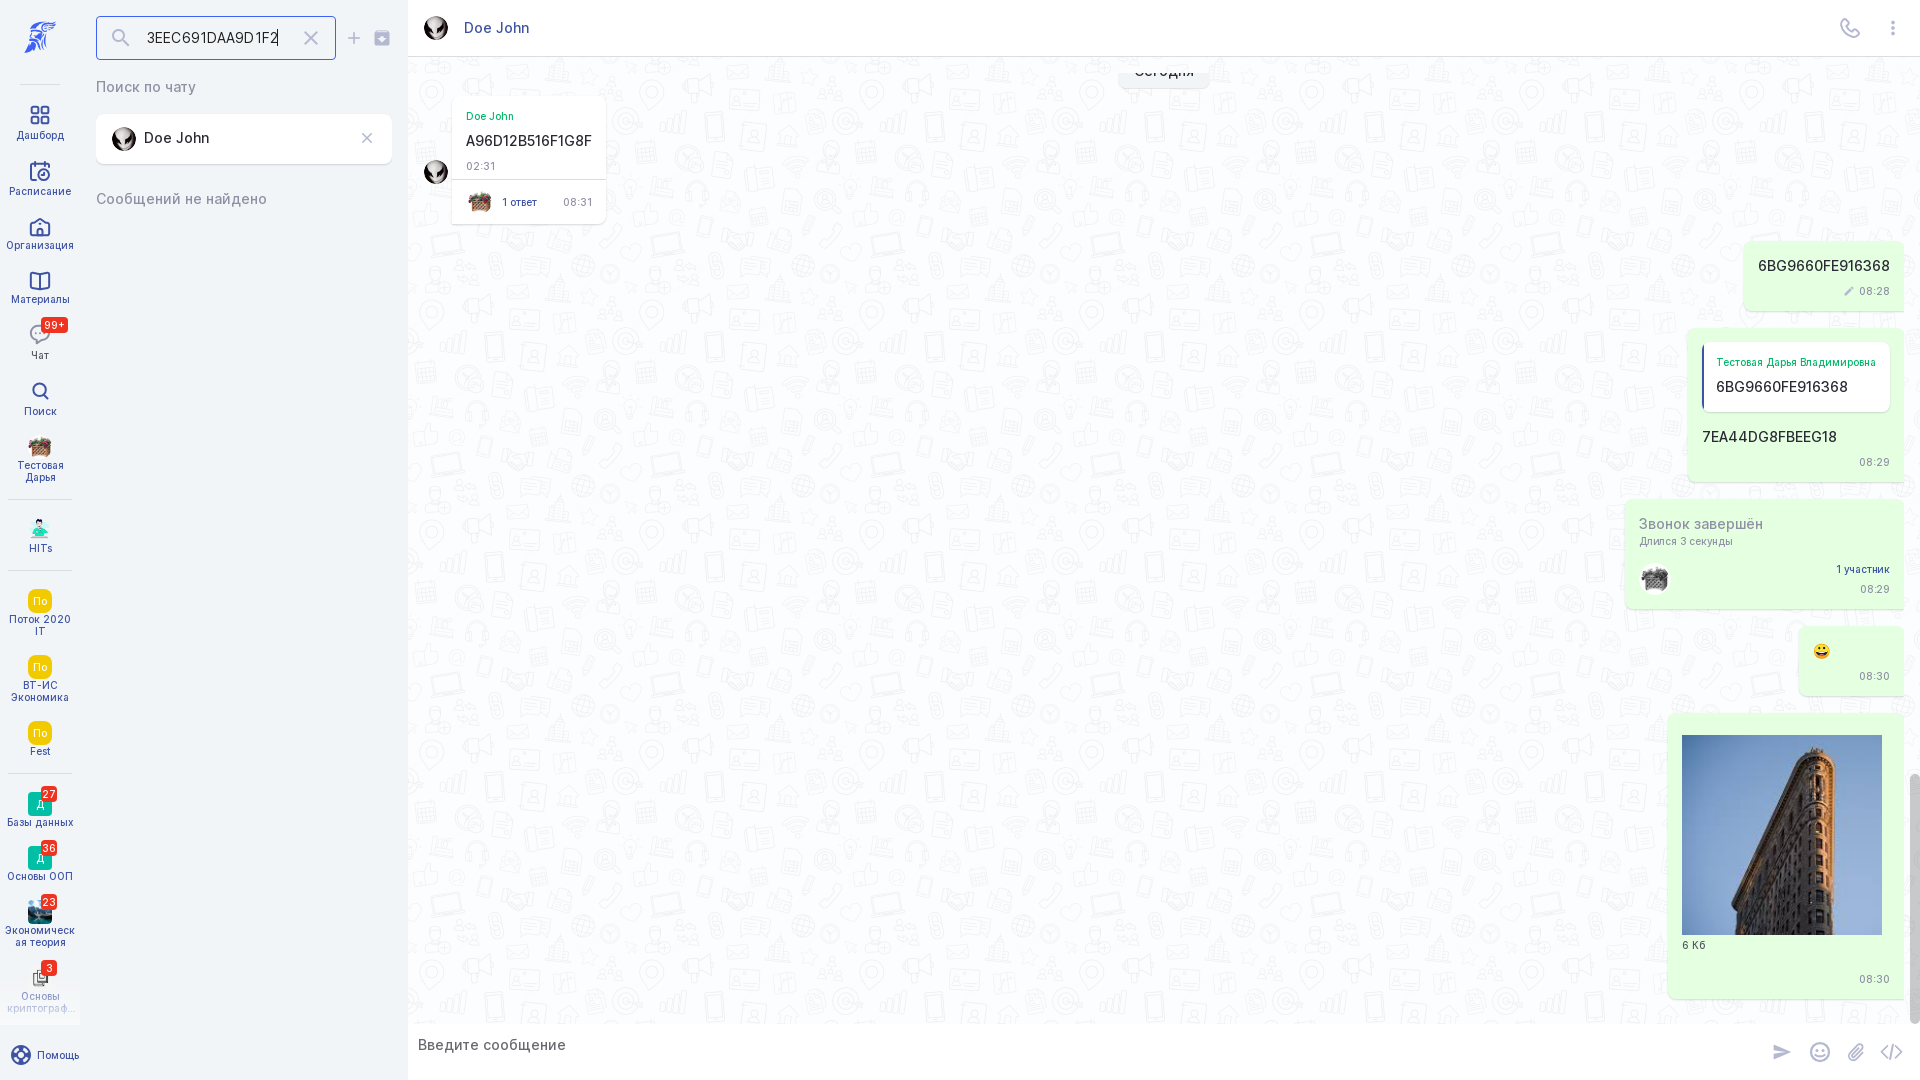 3EEC691DAA9D1F2
Поиск по чату
Doe John
Сообщений не найдено
Дашборд
Расписание
Организация
Материалы
99+
Чат
Поиск
Тестовая
Дарья
HITs
По
Поток 2020
IT
По
ВТ-ИС
Экономика
По
Fest
27
Д
Базы данных
36
Д
Основы ООП
23
Экономическ
ая теория
3
Основы
криптограф...
Помощь
Doe John
Сегодня
Doe John
A96D12B516F1G8F
02:31
1 ответ 08:31
6BG9660FE916368
08:28
Тестовая Дарья Владимировна
6BG9660FE916368
7EA44DG8FBEEG18
08:29
Звонок завершён
Длился 3 секунды
1 участник
08:29
08:30
6 Кб
08:30
Введите сообщение